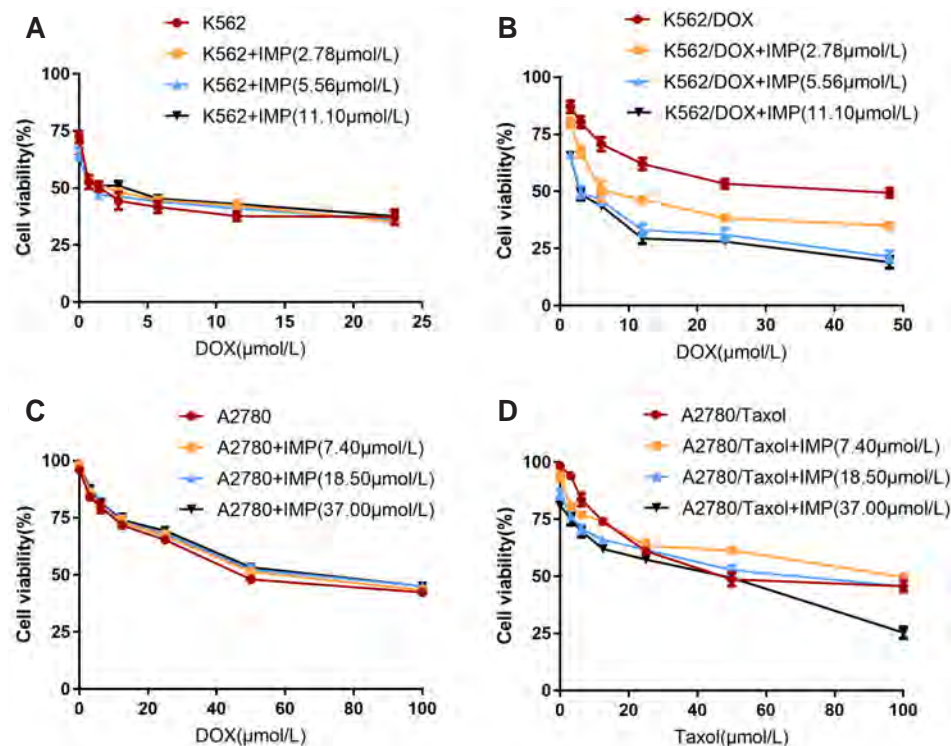 A
K562
K562+IMP(2.78μmol/L)
K562+IMP(5.56μmol/L)
K562+IMP(11.10μmol/L)
Cell viability(%)
100
75
50
25
0
0 5 10 15 20 25
DOX(μmol/L)
B
K562/DOX
K562/DOX+IMP(2.78μmol/L)
K562/DOX+IMP(5.56μmol/L)
K562/DOX+IMP(11.10μmol/L)
Cell viability(%)
100
75
50
25
0
0 10 20 30 40 50
DOX(μmol/L)
C
A2780
A2780+IMP(7.40μmol/L)
A2780+IMP(18.50μmol/L)
A2780+IMP(37.00μmol/L)
Cell viability(%)
100
75
50
25
0
0 20 40 60 80 100
DOX(μmol/L)
D
A2780/Taxol
A2780/Taxol+IMP(7.40μmol/L)
A2780/Taxol+IMP(18.50μmol/L)
A2780/Taxol+IMP(37.00μmol/L)
Cell viability(%)
100
75
50
25
0
0 20 40 60 80 100
Taxol(μmol/L)